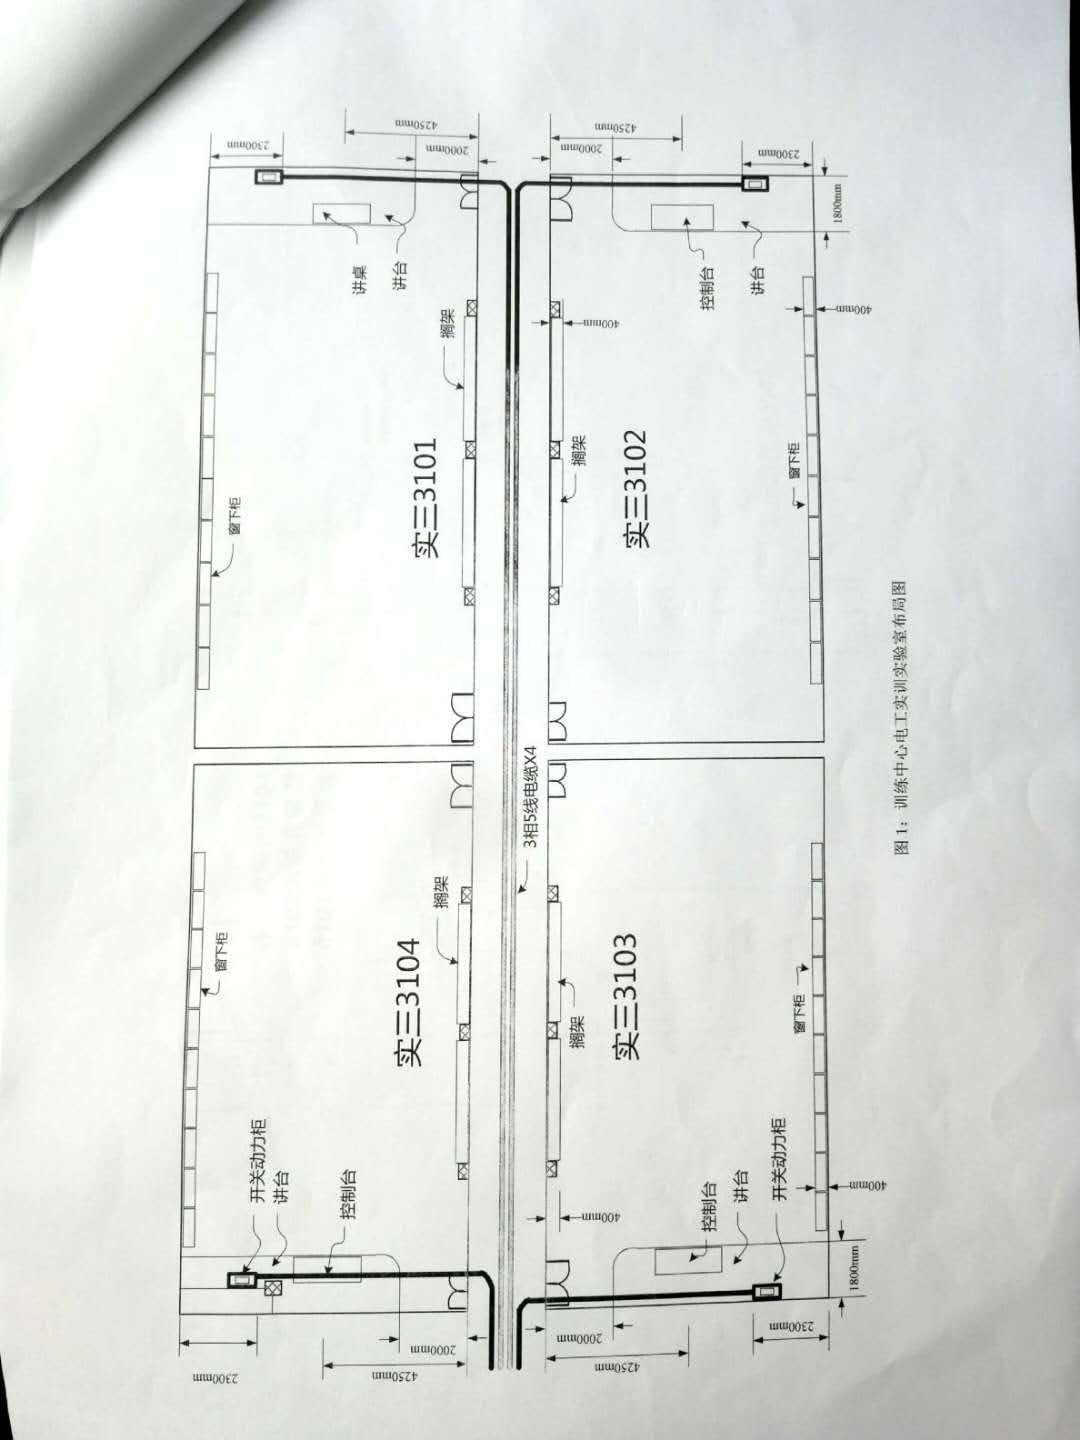 2300mm
4250mm
2000mm
讲桌
讲台
搁架
窗下柜
实三3101
4250mm
2000mm
2300mm
1800mm
控制台
讲台
400mm
400mm
搁架
窗下柜
实三3102
3相5线电缆X4
窗下柜
搁架
实三3104
开关动力柜
讲台
控制台
2300mm
4250mm
2000mm
搁架
窗下柜
实三3103
400mm
400mm
控制台
讲台
开关动力柜
1800mm
2000mm
4250mm
2300mm
图 1：训练中心电工实训实验室布局图